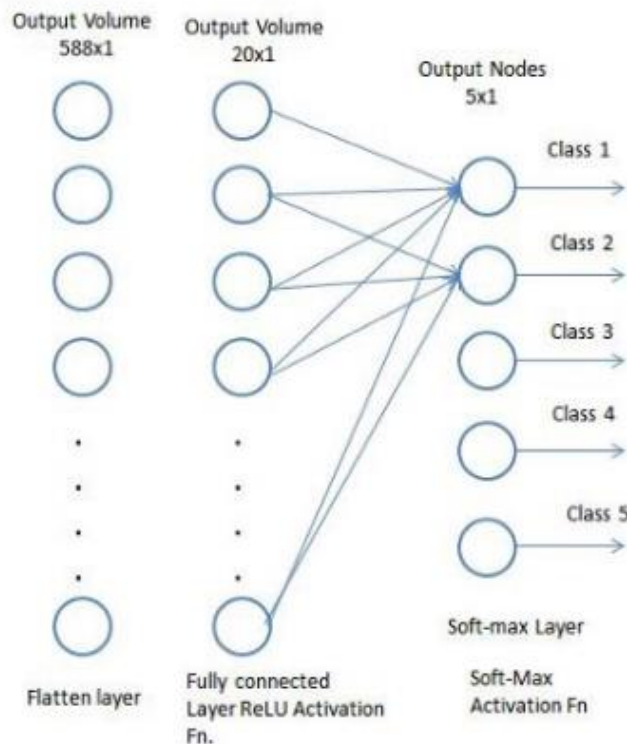 Output Volume
588x1
Output Volume
20x1
Output Nodes
5x1
Class 1
Class 2
Class 3
Class 4
Class 5
Flatten layer
Fully connected
Layer ReLU Activation
Fn.
Soft-max Layer
Soft-Max
Activation Fn